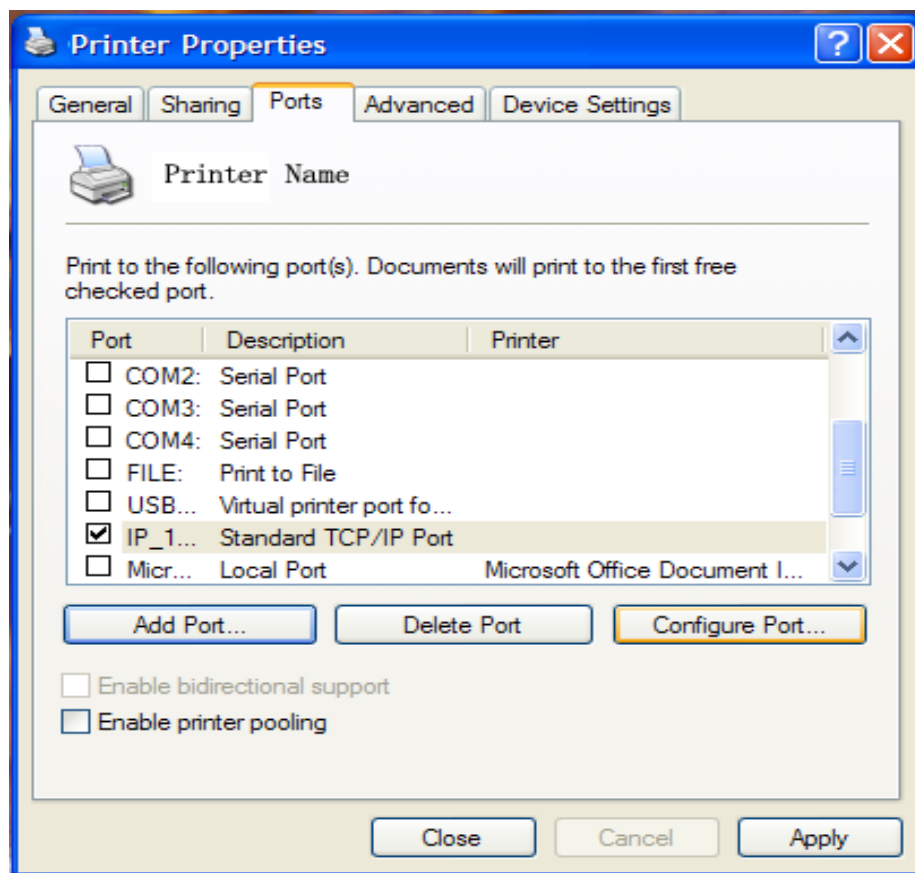 Printer Properties
?
General Sharing Ports Advanced Device Settings
Printer Name
Print to the following port(s). Documents will print to the first free
checked port.
Port Description Printer
COM2: Serial Port
COM3: Serial Port
COM4: Serial Port
FILE: Print to File
USB... Virtual printer port fo...
IP_1... Standard TCP/IP Port
Micr... Local Port Microsoft Office Document I...
Add Port... Delete Port Configure Port...
Enable bidirectional support
Enable printer pooling
Close Cancel Apply